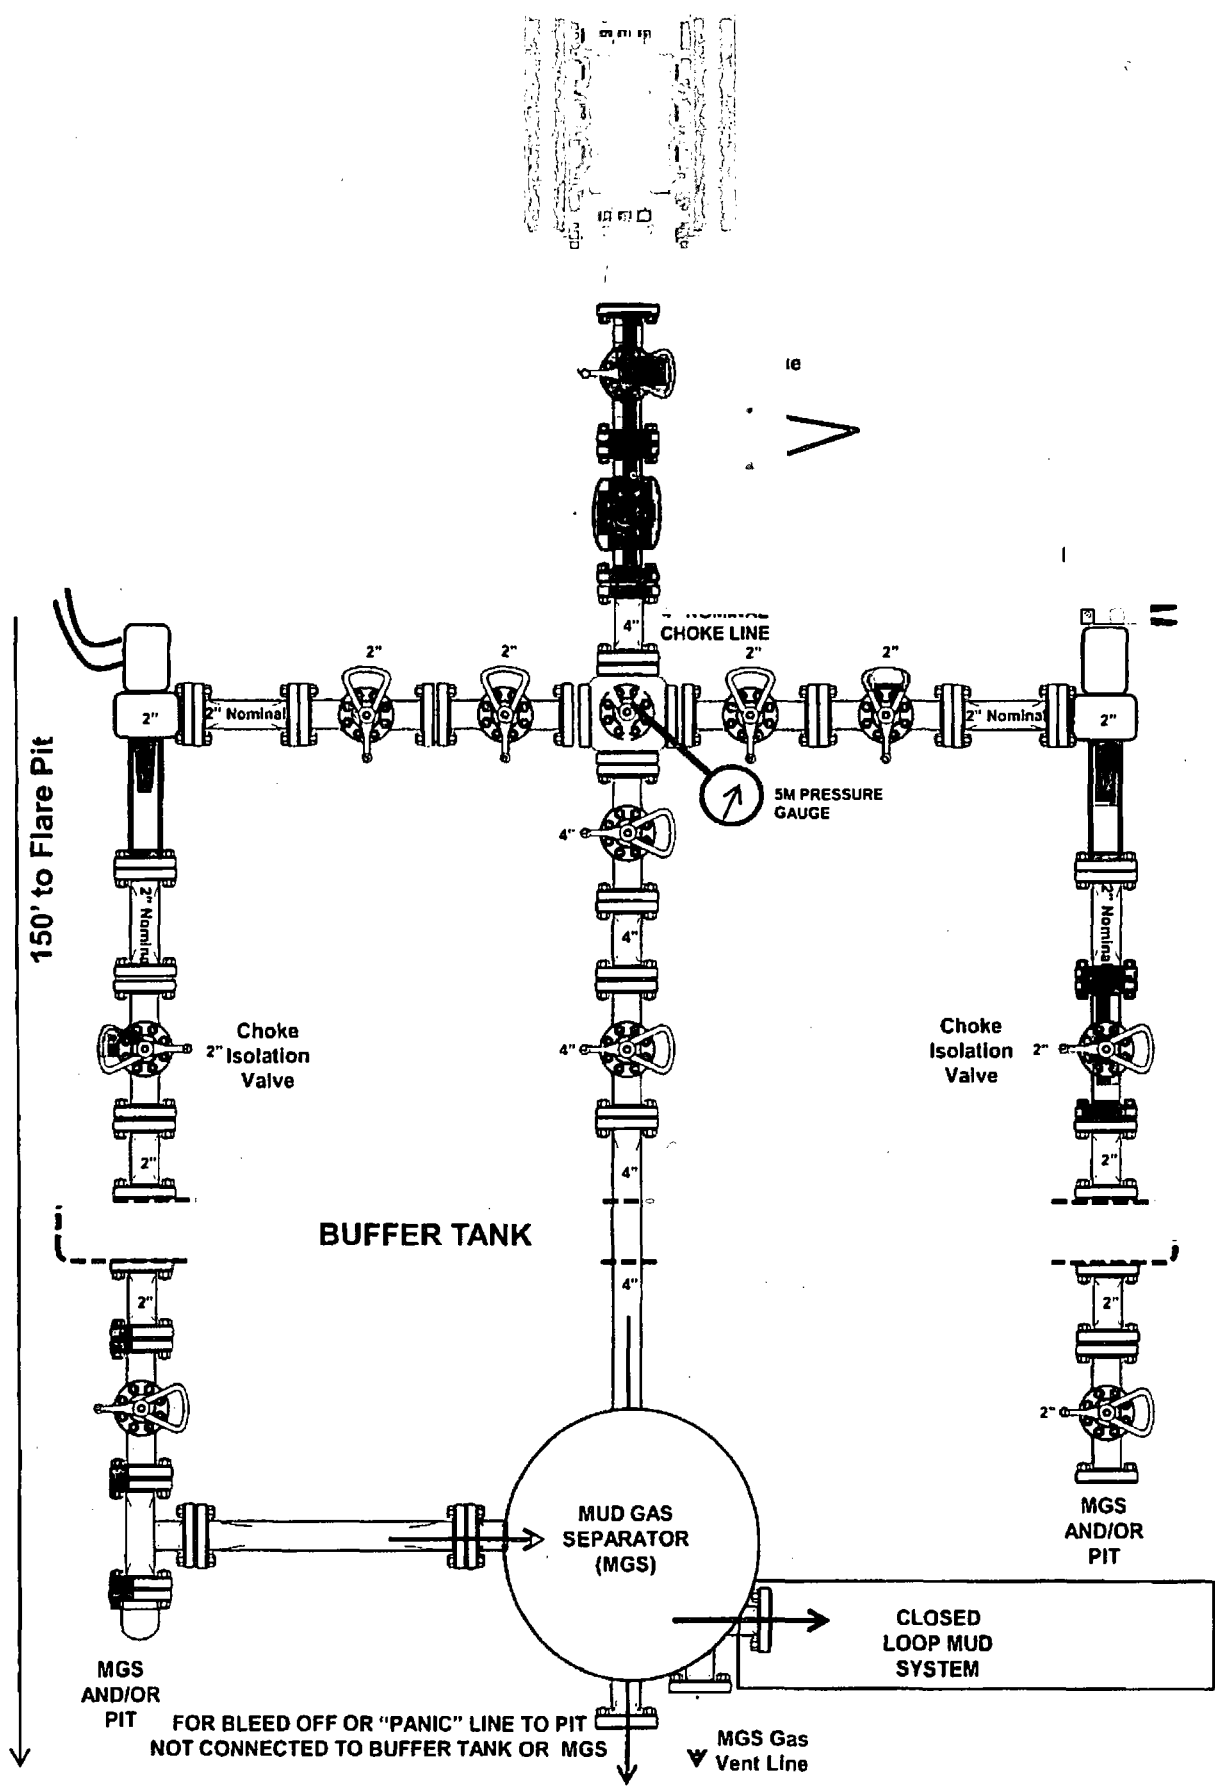 4"
CHOKE LINE
2"
2"
2"
2"
2"
2" Nominal
2" Nominal
2"
5M PRESSURE
GAUGE
4"
150' to Flare Pit
2" Nominal
4"
2" Nominal
Choke
Isolation
Valve
2"
4"
Choke
Isolation
Valve
2"
2"
4"
2"
BUFFER TANK
4"
2"
2"
2"
MUD GAS
SEPARATOR
(MGS)
MGS
AND/OR
PIT
CLOSED
LOOP MUD
SYSTEM
MGS
AND/OR
PIT
FOR BLEED OFF OR "PANIC" LINE TO PIT
NOT CONNECTED TO BUFFER TANK OR MGS
MGS Gas
Vent Line